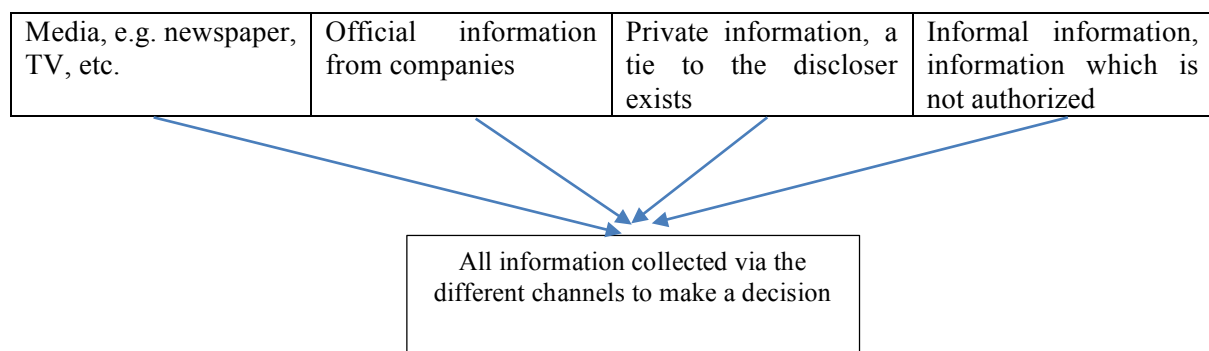 Media, e.g. newspaper,
TV, etc.
Official information
from companies
Private information, a
tie to the discloser
exists
Informal information,
information which is
not authorized
All information collected via the
different channels to make a decision